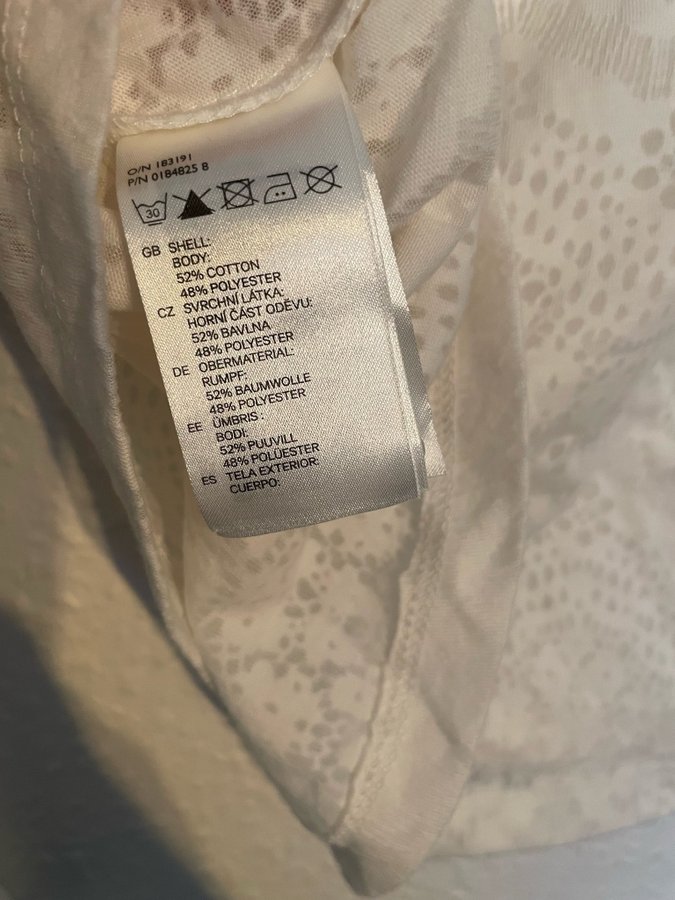 O/N 183191
P/N 0184825 B
30
GB SHELL:
BODY:
52% COTTON
48% POLYESTER
CZ SVRCHNÍ LÁTKA:
HORNÍ ČÁST ODĚVU:
52% BAVLNA
48% POLYESTER
DE OBERMATERIAL:
RUMPF:
52% BAUMWOLLE
48% POLYESTER
EE ÜMBRIS:
BODI:
52% PUUVILL
48% POLÜESTER
ES TELA EXTERIOR:
CUERPO: